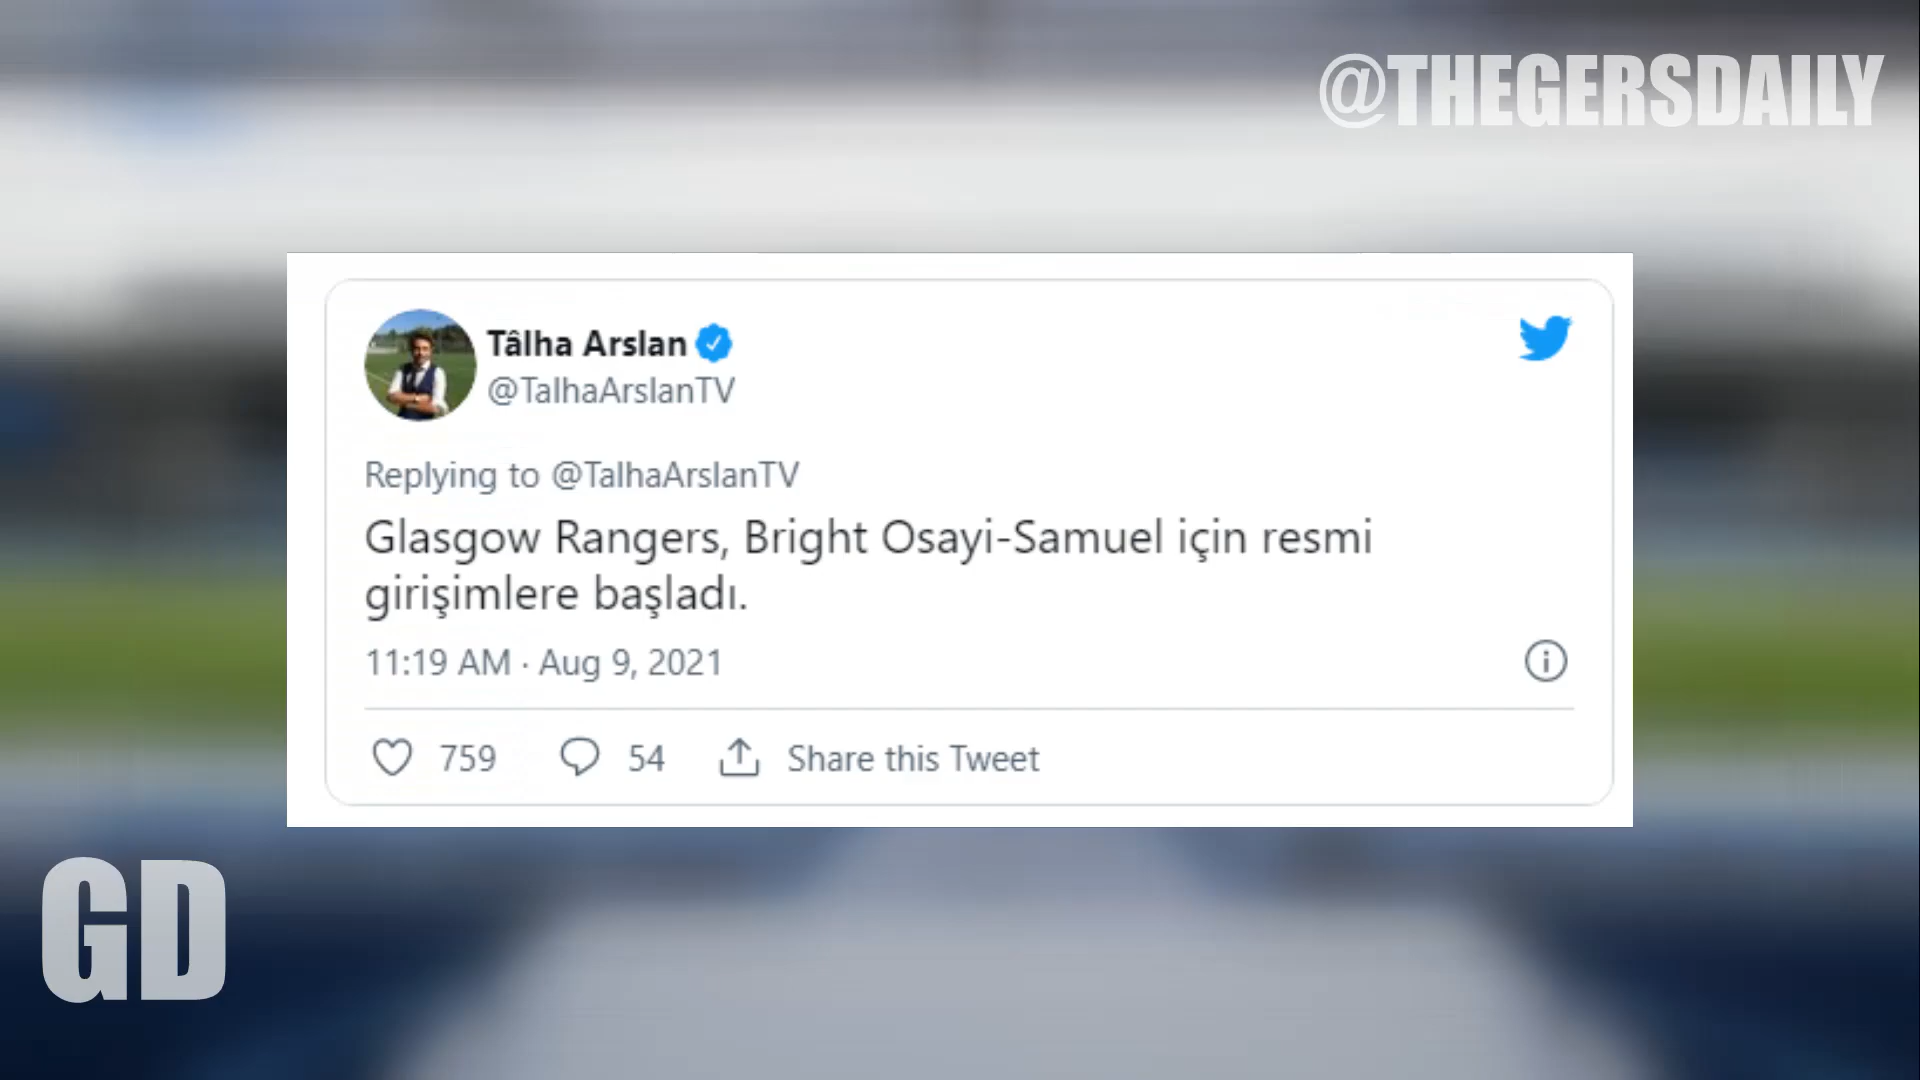 @THEGERSDAILY
Tâlha Arslan
@TalhaArslanTV
Replying to @TalhaArslanTV
Glasgow Rangers, Bright Osayi-Samuel için resmi
girişimlere başladı.
11:19 AM · Aug 9, 2021
759 54 Share this Tweet
GD